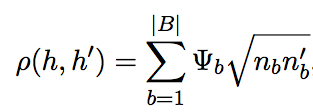 ρ(h, h′) = ∑_{b=1}^{|B|} Ψ_b √(n_b n′_b)